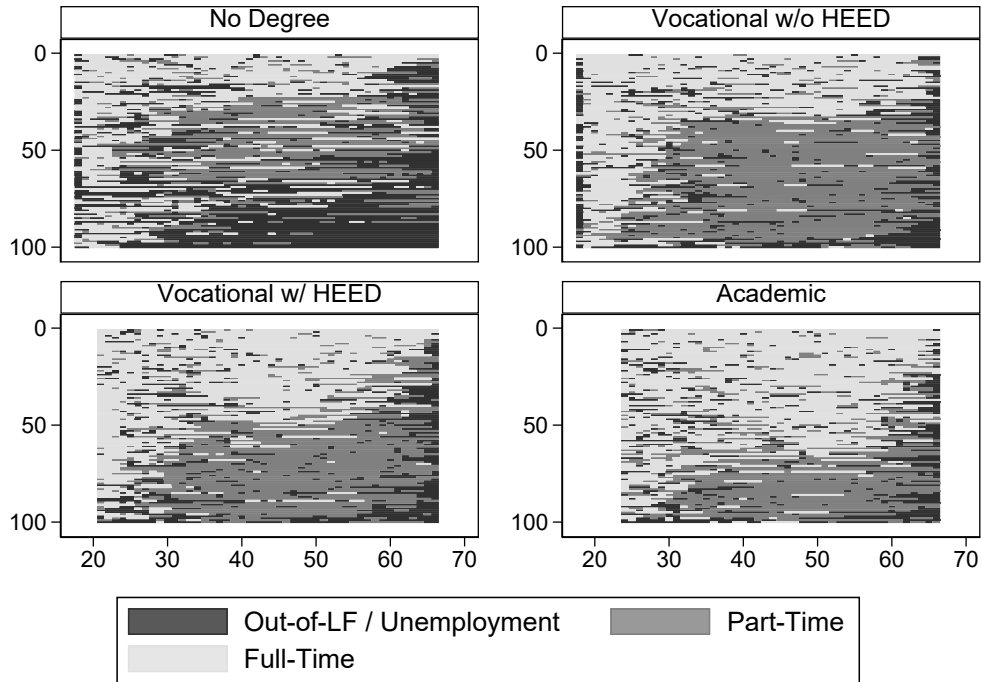 No Degree
Vocational w/o HEED
0
50
100
0
50
100
Vocational w/ HEED
Academic
0
50
100
0
50
100
20 30 40 50 60 70
20 30 40 50 60 70
Out-of-LF / Unemployment
Part-Time
Full-Time